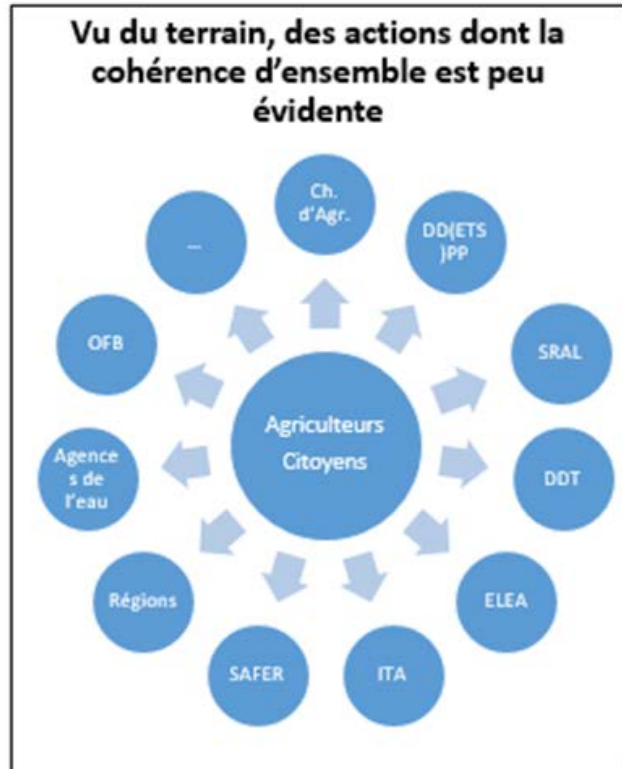 Vu du terrain, des actions dont la
cohérence d'ensemble est peu
évidente
Ch.
d'Agr.
DD(ETS
)PP
SRAL
DDT
ELEA
ITA
SAFER
Régions
Agence
s de
l'eau
OFB
...
Agriculteurs
Citoyens